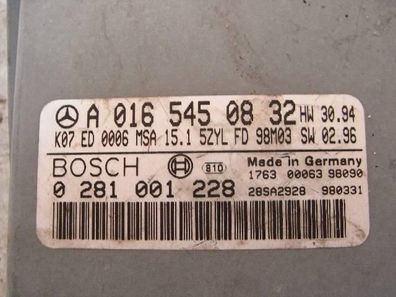 A 016 545 08 32 HW 30.94
K07 ED 0006 MSA 15.1 5ZYL FD 98M03 SW 02.96
BOSCH S10 Made in Germany
1763 00063 98090
0 281 001 228 28SA2928 980331